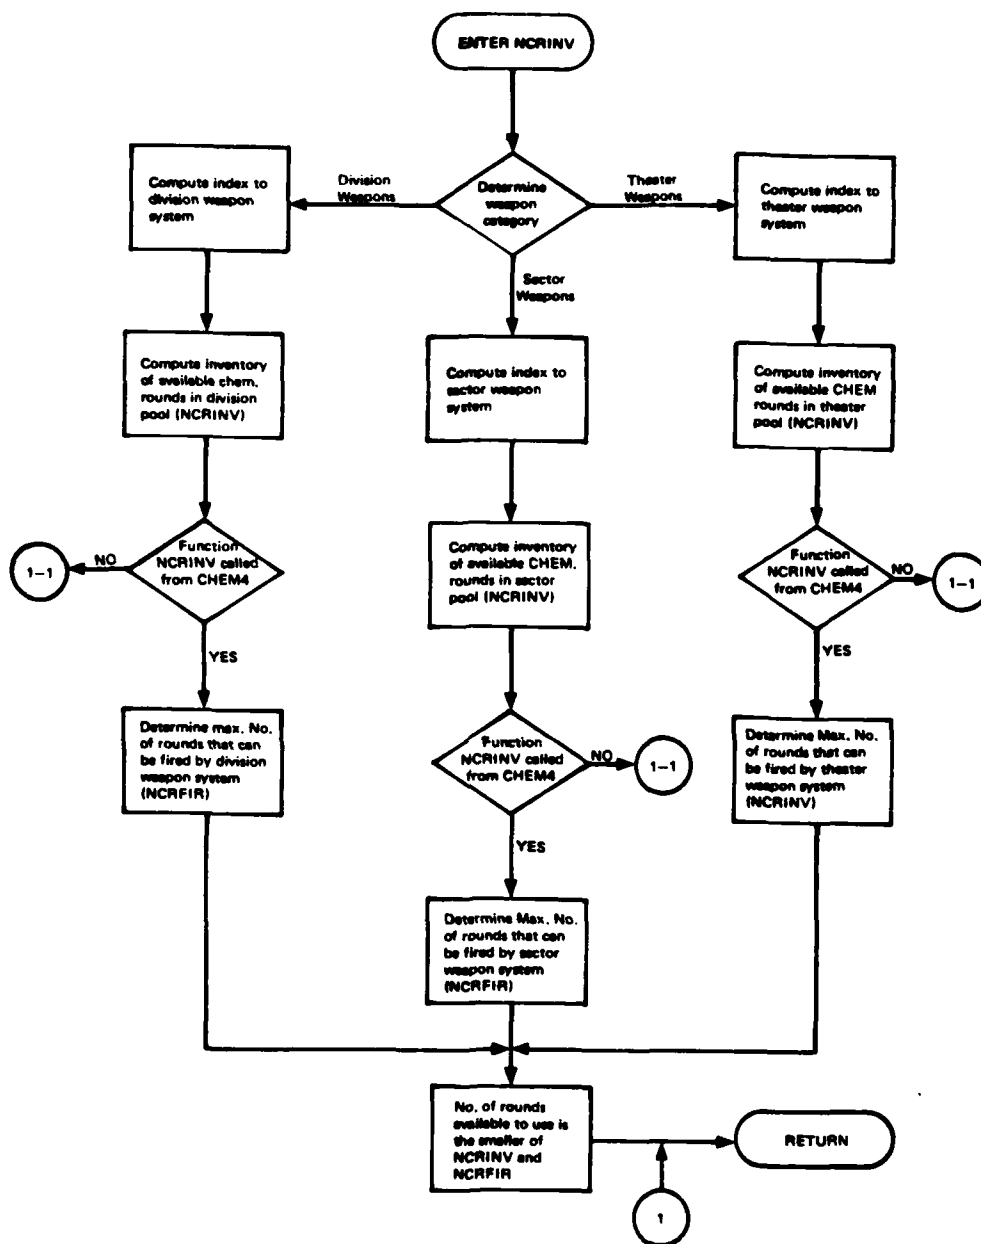 ENTER NCRINV
Determine
weapon
category
Division
Weapons
Theater
Weapons
Sector
Weapons
Compute index to
division weapon
system
Compute index to
theater weapon
system
Compute inventory
of available chem.
rounds in division
pool (NCRINV)
Compute index to
sector weapon
system
Compute inventory
of available CHEM
rounds in theater
pool (NCRINV)
1-1
NO
Function
NCRINV called
from CHEM4
YES
Compute inventory
of available CHEM.
rounds in sector
pool (NCRINV)
Function
NCRINV called
from CHEM4
NO
1-1
YES
Determine max. No.
of rounds that can
be fired by division
weapon system
(NCRFIR)
Function
NCRINV called
from CHEM4
NO
1-1
YES
Determine Max. No.
of rounds that can
be fired by theater
weapon system
(NCRINV)
Determine Max. No.
of rounds that can
be fired by sector
weapon system
(NCRFIR)
No. of rounds
available to use is
the smaller of
NCRINV and
NCRFIR
RETURN
1